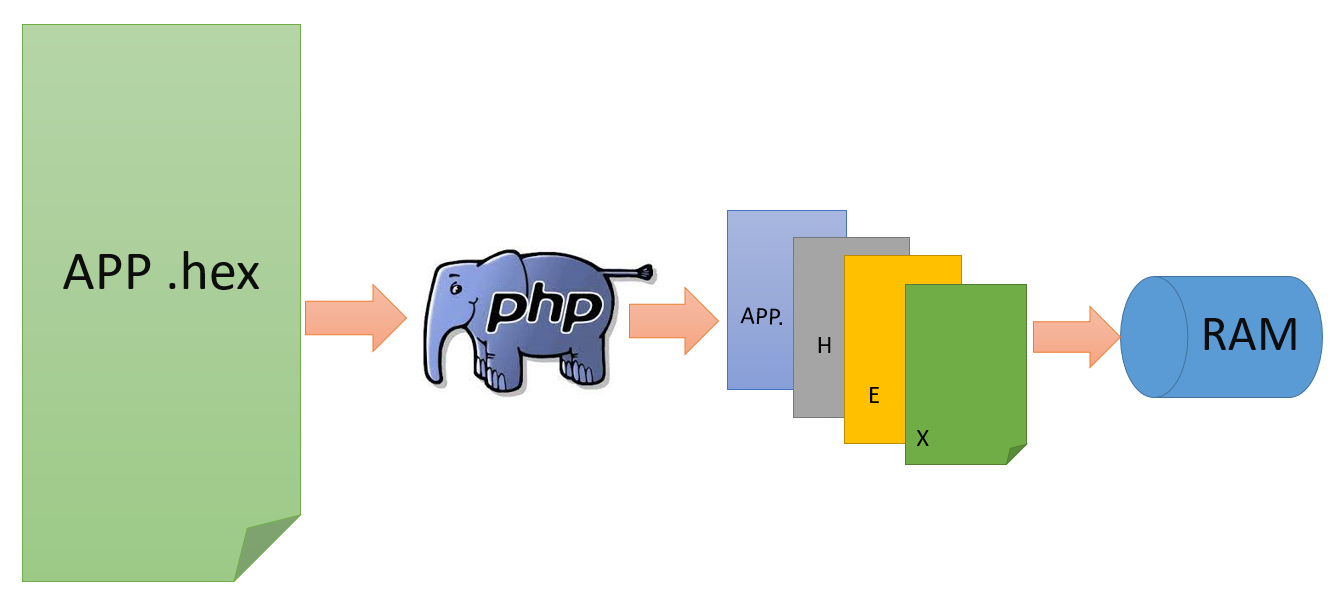 APP .hex
php
APP.
H
E
X
RAM